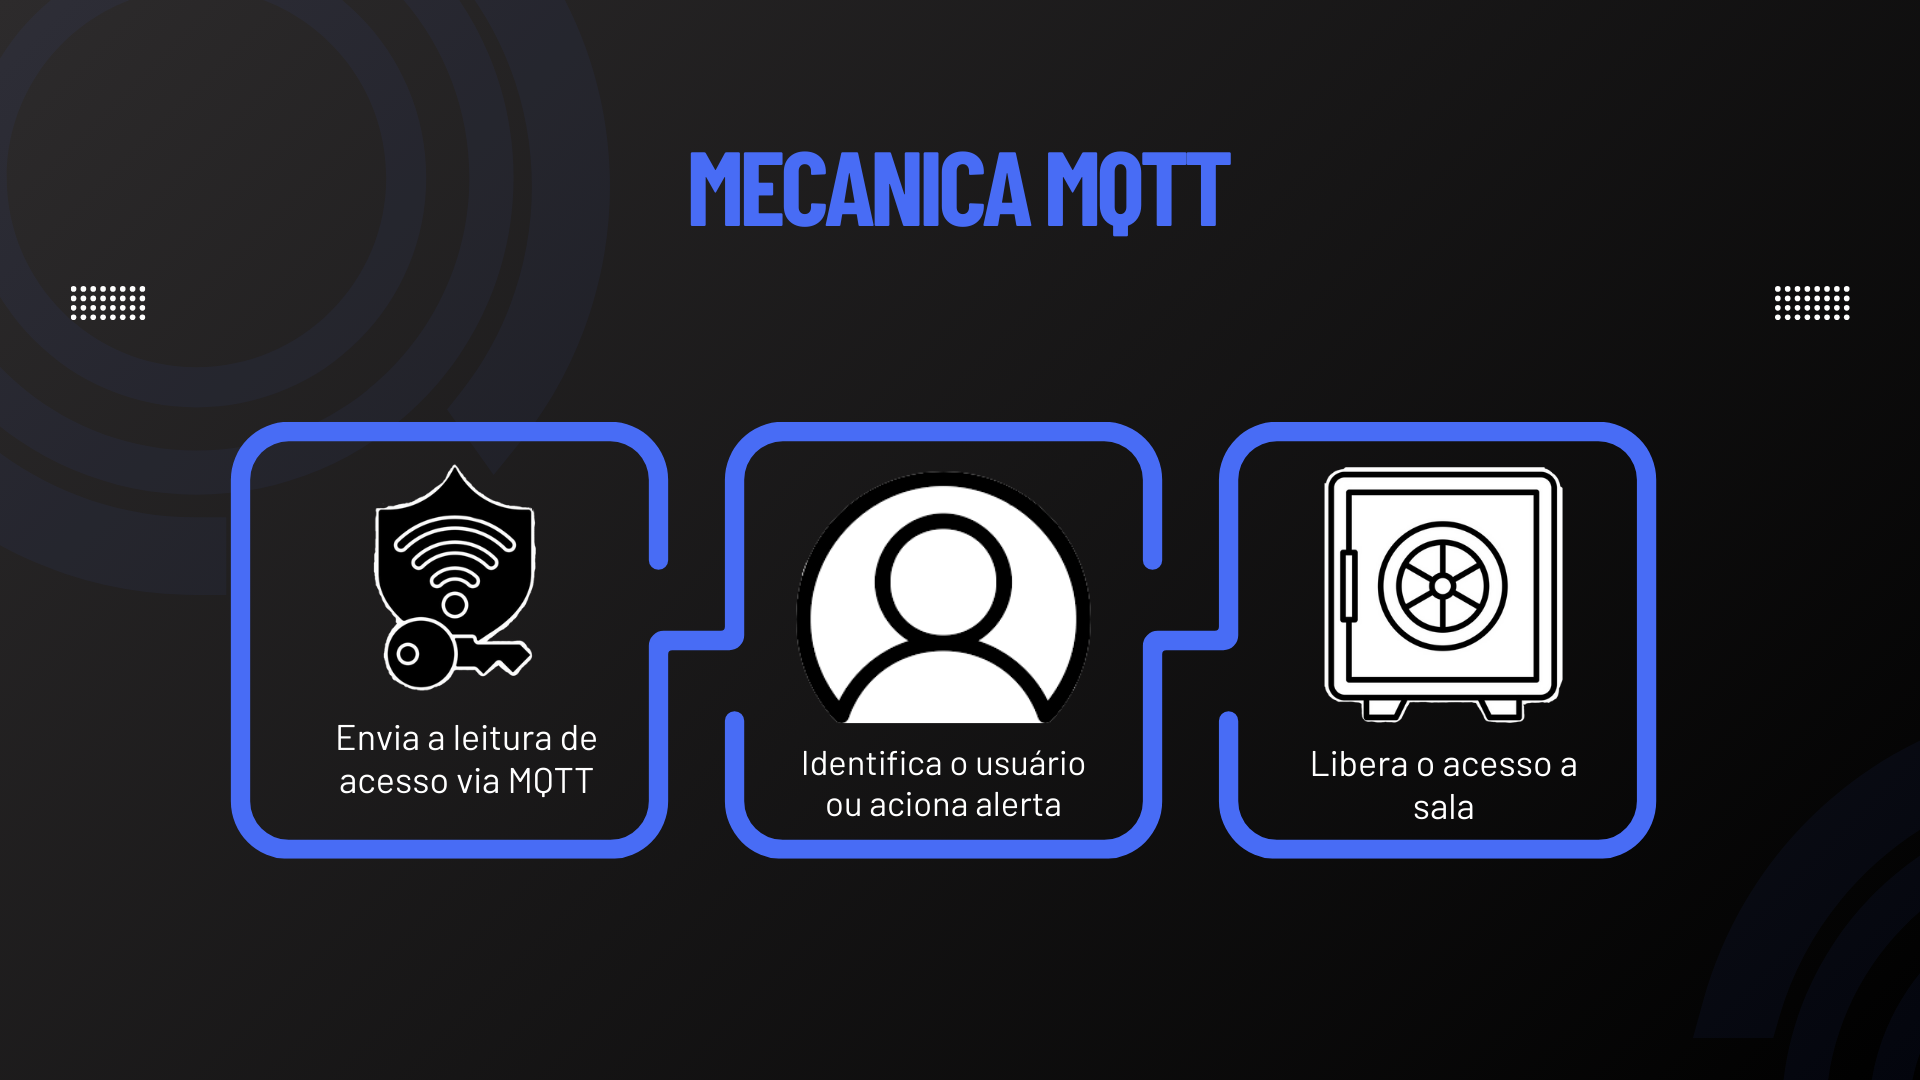 MECANICA MQTT
Envia a leitura de
acesso via MQTT
Identifica o usuário
ou aciona alerta
Libera o acesso a
sala